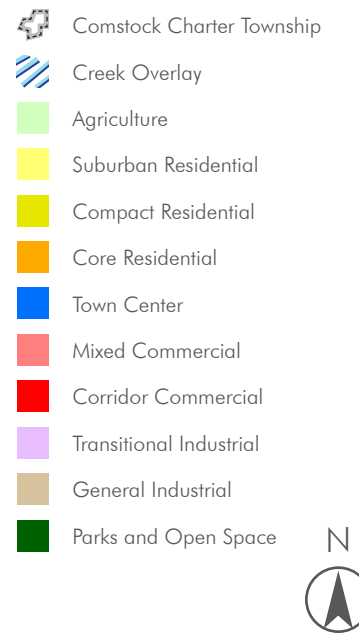 Comstock Charter Township
Creek Overlay
Agriculture
Suburban Residential
Compact Residential
Core Residential
Town Center
Mixed Commercial
Corridor Commercial
Transitional Industrial
General Industrial
Parks and Open Space
N